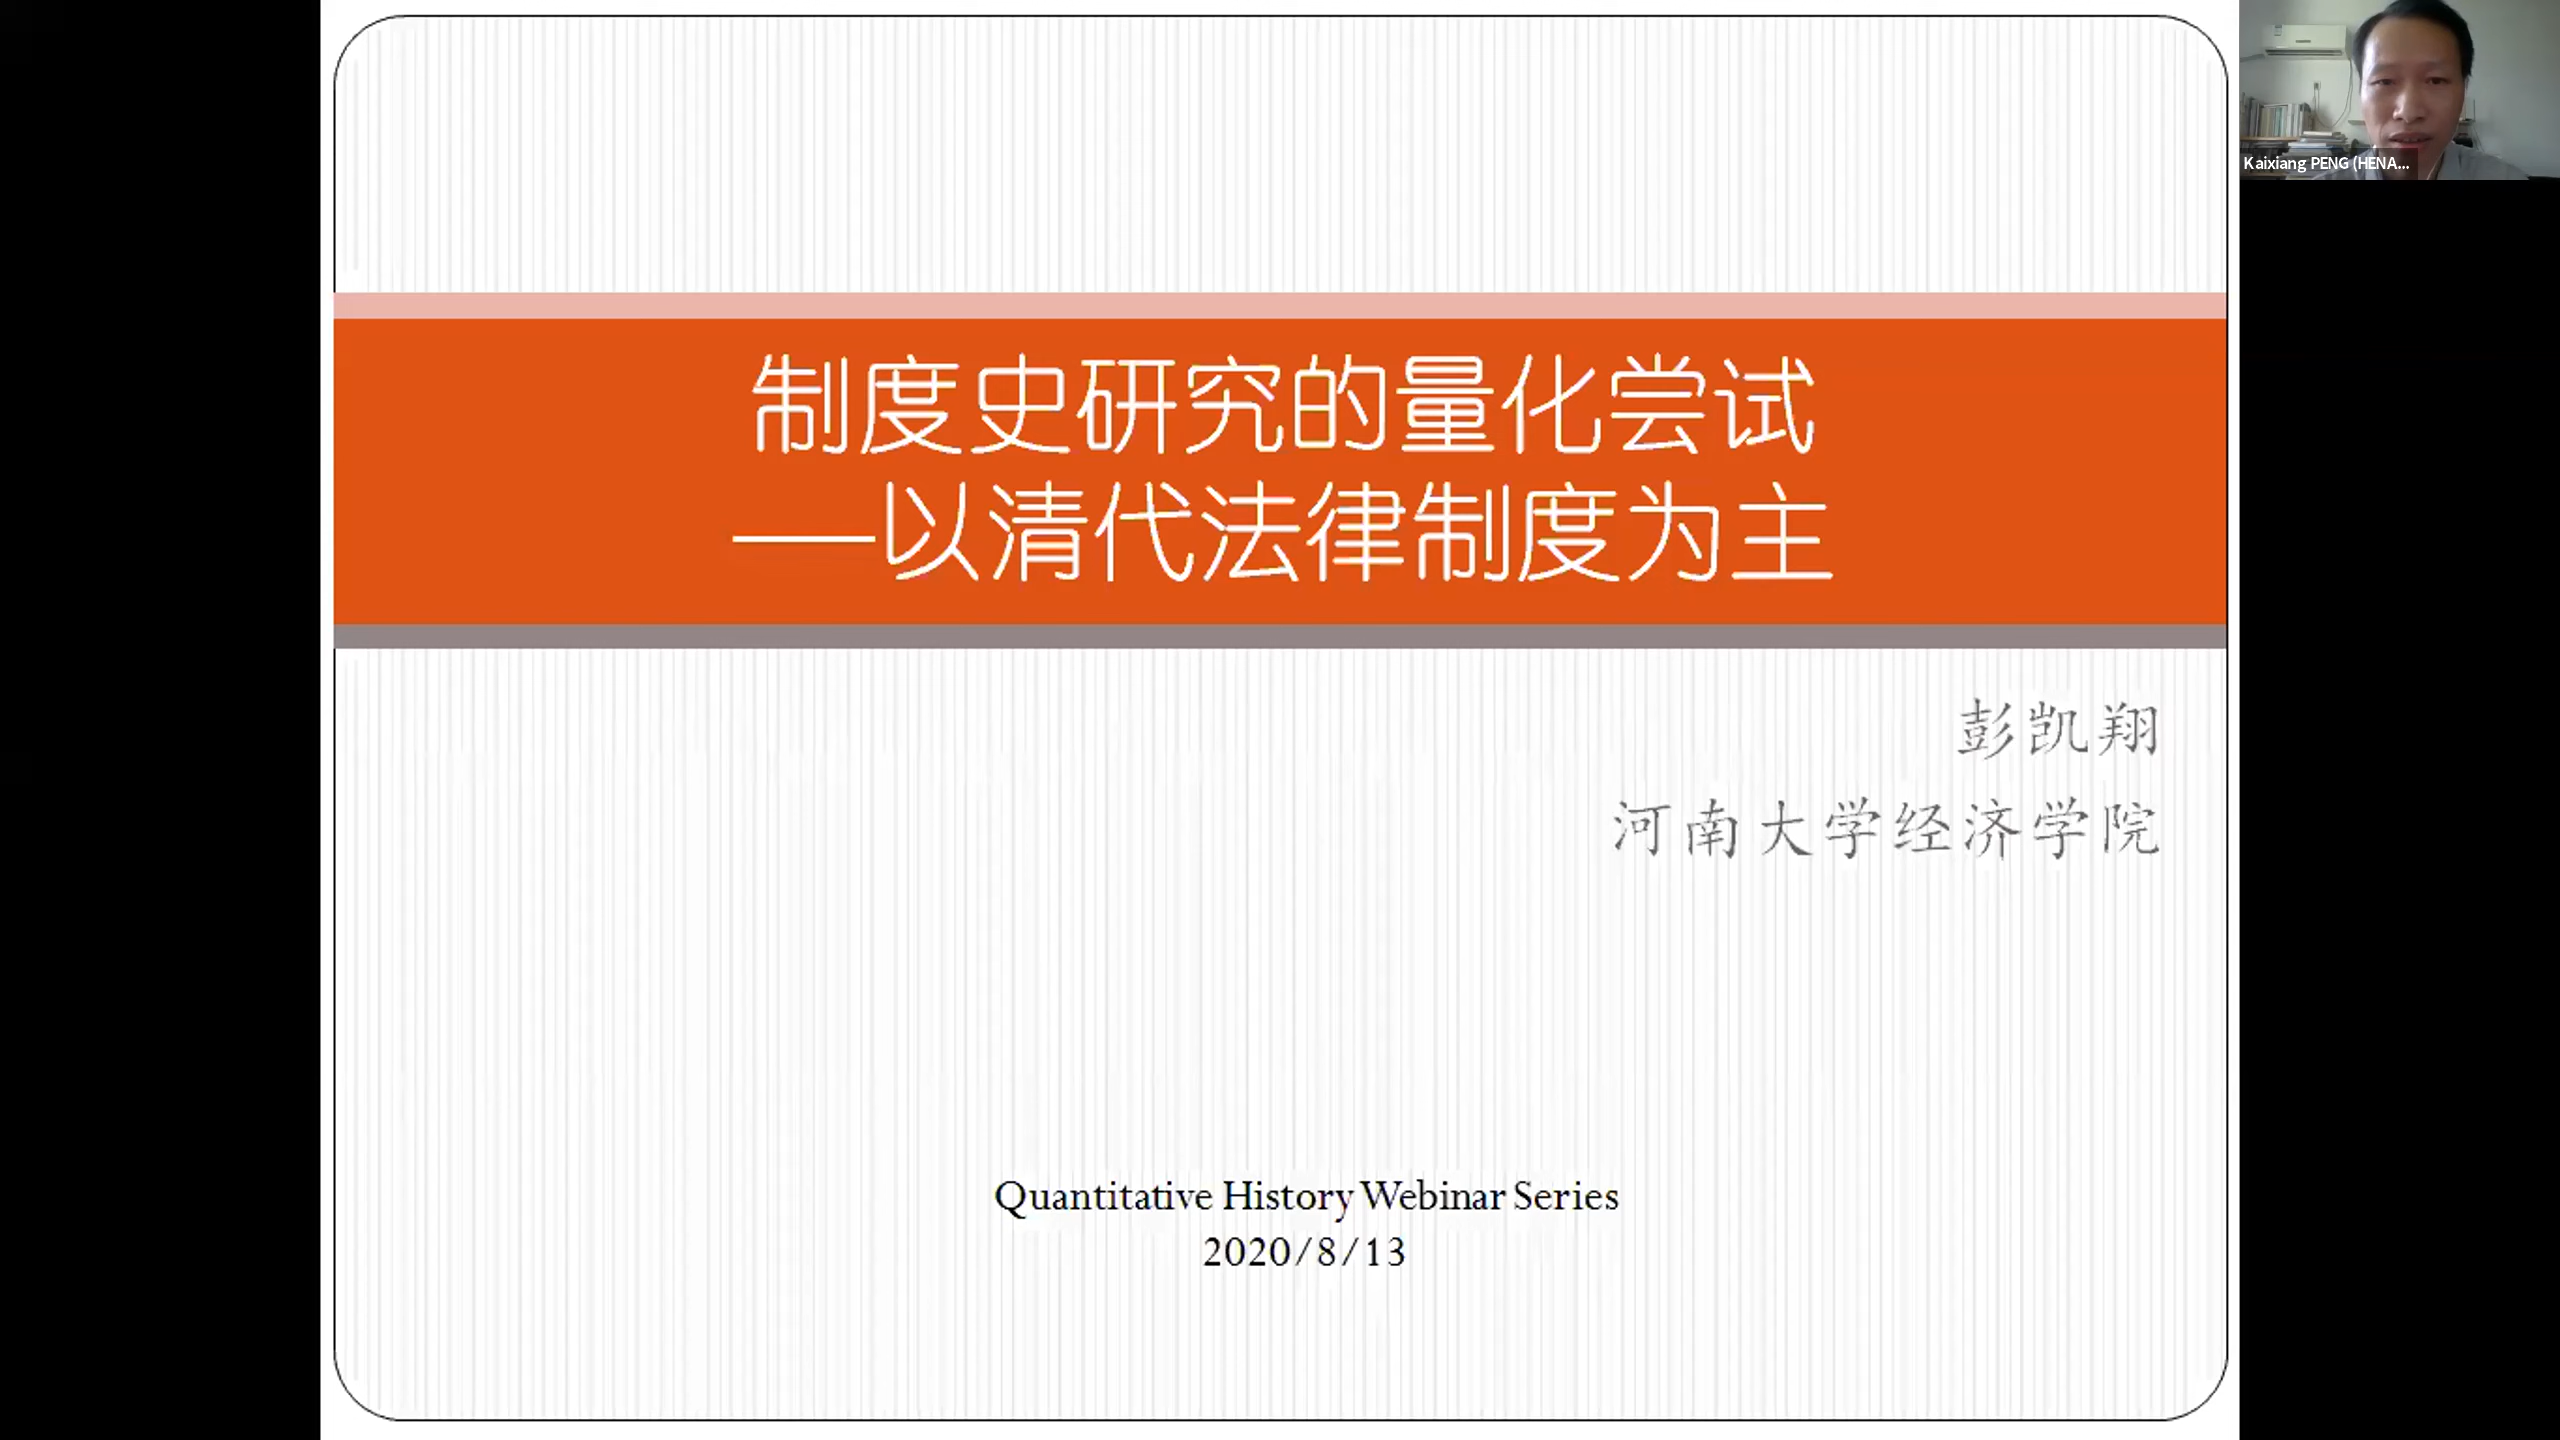 制度史研究的量化尝试
——以清代法律制度为主
彭凯翔
河南大学经济学院
Quantitative History Webinar Series
2020/8/13
Kaixiang PENG (HENA...